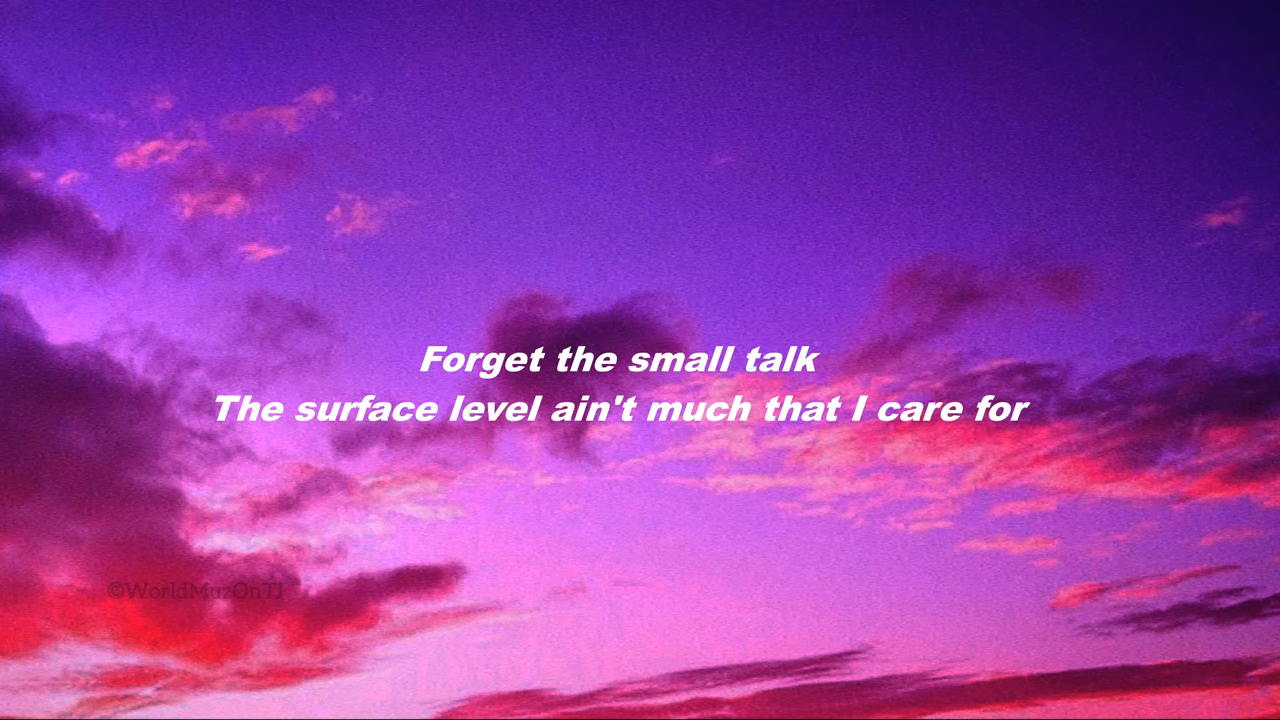 Forget the small talk
The surface level ain't much that I care for
©WorldMuzOnTJ